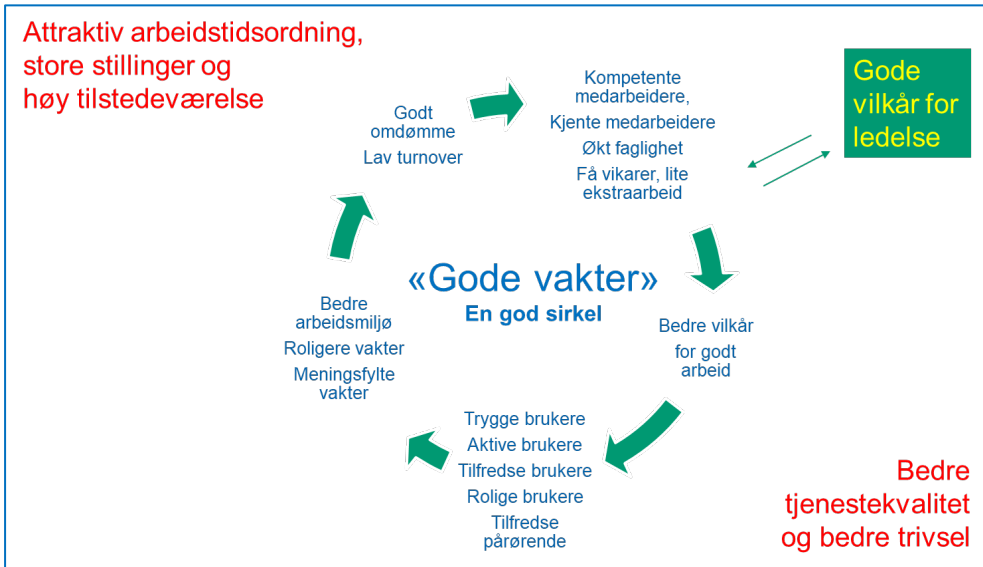 Attraktiv arbeidstidsordning,
store stillinger og
høy tilstedeværelse
Gode
vilkår for
ledelse
Kompetente
medarbeidere,
Kjente medarbeidere
Økt faglighet
Få vikarer, lite
ekstraarbeid
Godt
omdømme
Lav turnover
«Gode vakter»
En god sirkel
Bedre vilkår
for godt
arbeid
Bedre
arbeidsmiljø
Roligere vakter
Meningsfylte
vakter
Trygge brukere
Aktive brukere
Tilfredse brukere
Rolige brukere
Tilfredse
pårørende
Bedre
tjenestekvalitet
og bedre trivsel